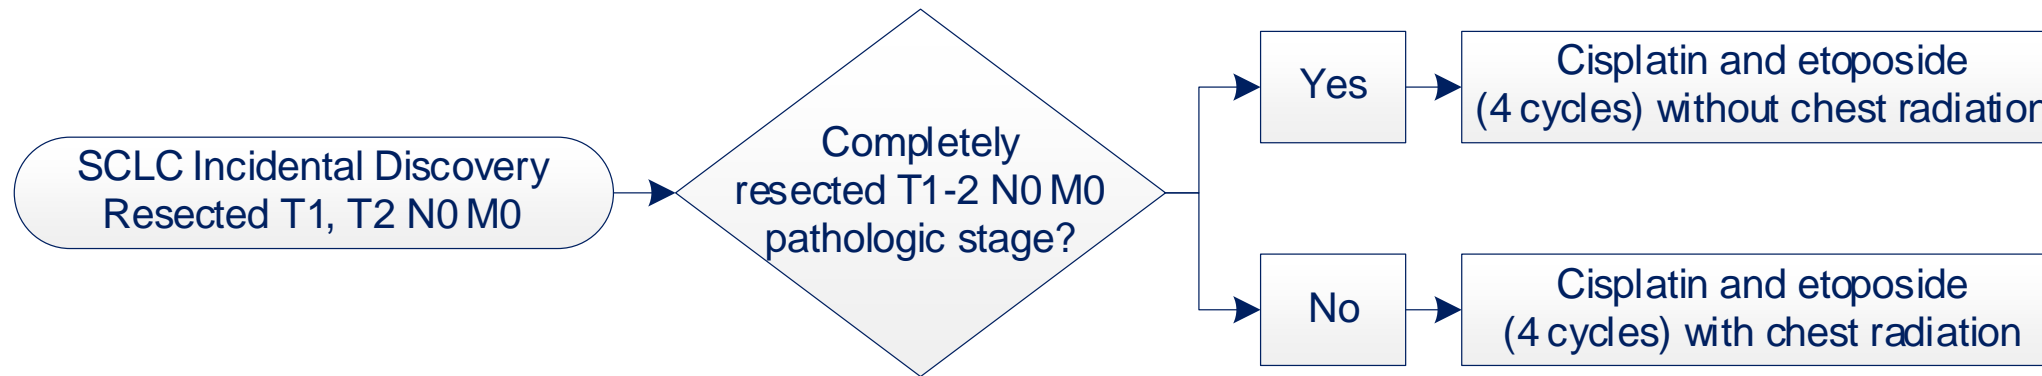 SCLC Incidental Discovery
Resected T1, T2 N0 M0
Completely
resected T1-2 N0 M0
pathologic stage?
Yes
Cisplatin and etoposide
(4 cycles) without chest radiation
No
Cisplatin and etoposide
(4 cycles) with chest radiation